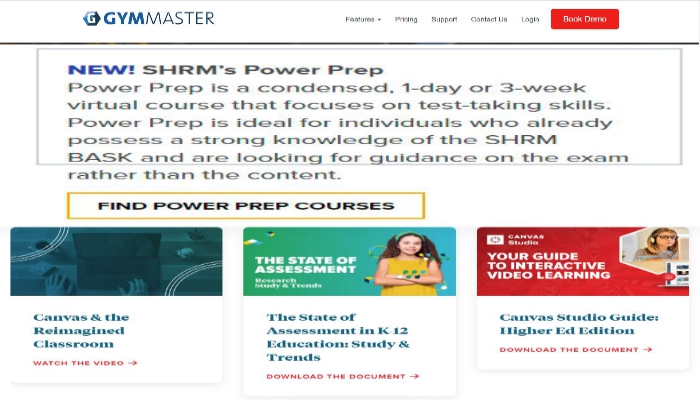 GYMMASTER
Features Pricing Support Contact Us Login Book Demo
NEW! SHRM's Power Prep
Power Prep is a condensed, 1-day or 3-week
virtual course that focuses on test-taking skills.
Power Prep is ideal for individuals who already
possess a strong knowledge of the SHRM
BASK and are looking for guidance on the exam
rather than the content.
FIND POWER PREP COURSES
Canvas & the
Reimagined
Classroom
WATCH THE VIDEO →
THE STATE OF
ASSESSMENT
Research
Study & Trends
The State of
Assessment in K-12
Education: Study &
Trends
DOWNLOAD THE DOCUMENT →
CANVAS
Studio
YOUR GUIDE
TO INTERACTIVE
VIDEO LEARNING
Canvas Studio Guide:
Higher Ed Edition
DOWNLOAD THE DOCUMENT →